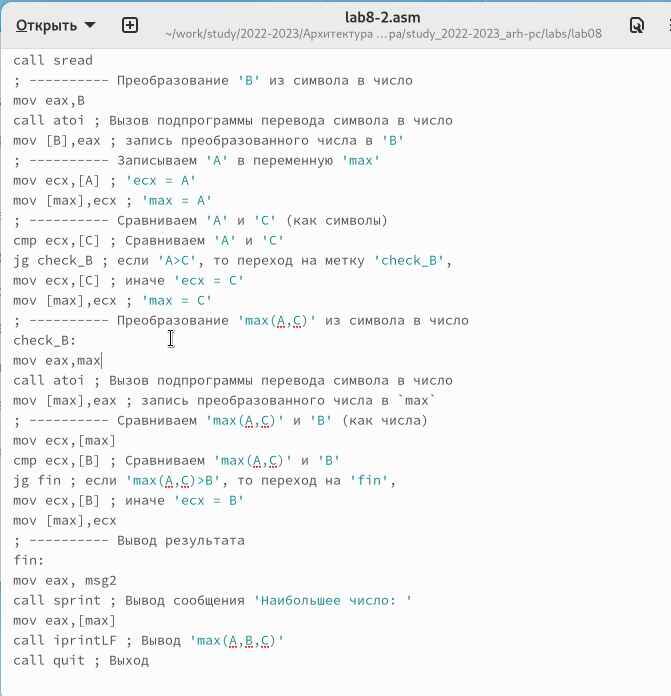 Открыть
lab8-2.asm
~/work/study/2022-2023/Архитектура ...ра/study_2022-2023_arh-pc/labs/lab08
call sread
; ---------- Преобразование 'B' из символа в число
mov eax,B
call atoi ; Вызов подпрограммы перевода символа в число
mov [B],eax ; запись преобразованного числа в 'B'
; ---------- Записываем 'A' в переменную 'max'
mov ecx,[A] ; 'ecx = A'
mov [max],ecx ; 'max = A'
; ---------- Сравниваем 'A' и 'С' (как символы)
cmp ecx,[C] ; Сравниваем 'A' и 'С'
jg check_B ; если 'A>C', то переход на метку 'check_B',
mov ecx,[C] ; иначе 'ecx = C'
mov [max],ecx ; 'max = C'
; ---------- Преобразование 'max(A,C)' из символа в число
check_B:
mov eax,max
call atoi ; Вызов подпрограммы перевода символа в число
mov [max],eax ; запись преобразованного числа в `max`
; ---------- Сравниваем 'max(A,C)' и 'B' (как числа)
mov ecx,[max]
cmp ecx,[B] ; Сравниваем 'max(A,C)' и 'B'
jg fin ; если 'max(A,C)>B', то переход на 'fin',
mov ecx,[B] ; иначе 'ecx = B'
mov [max],ecx
; ---------- Вывод результата
fin:
mov eax, msg2
call sprint ; Вывод сообщения 'Наибольшее число: '
mov eax,[max]
call iprintLF ; Вывод 'max(A,B,C)'
call quit ; Выход